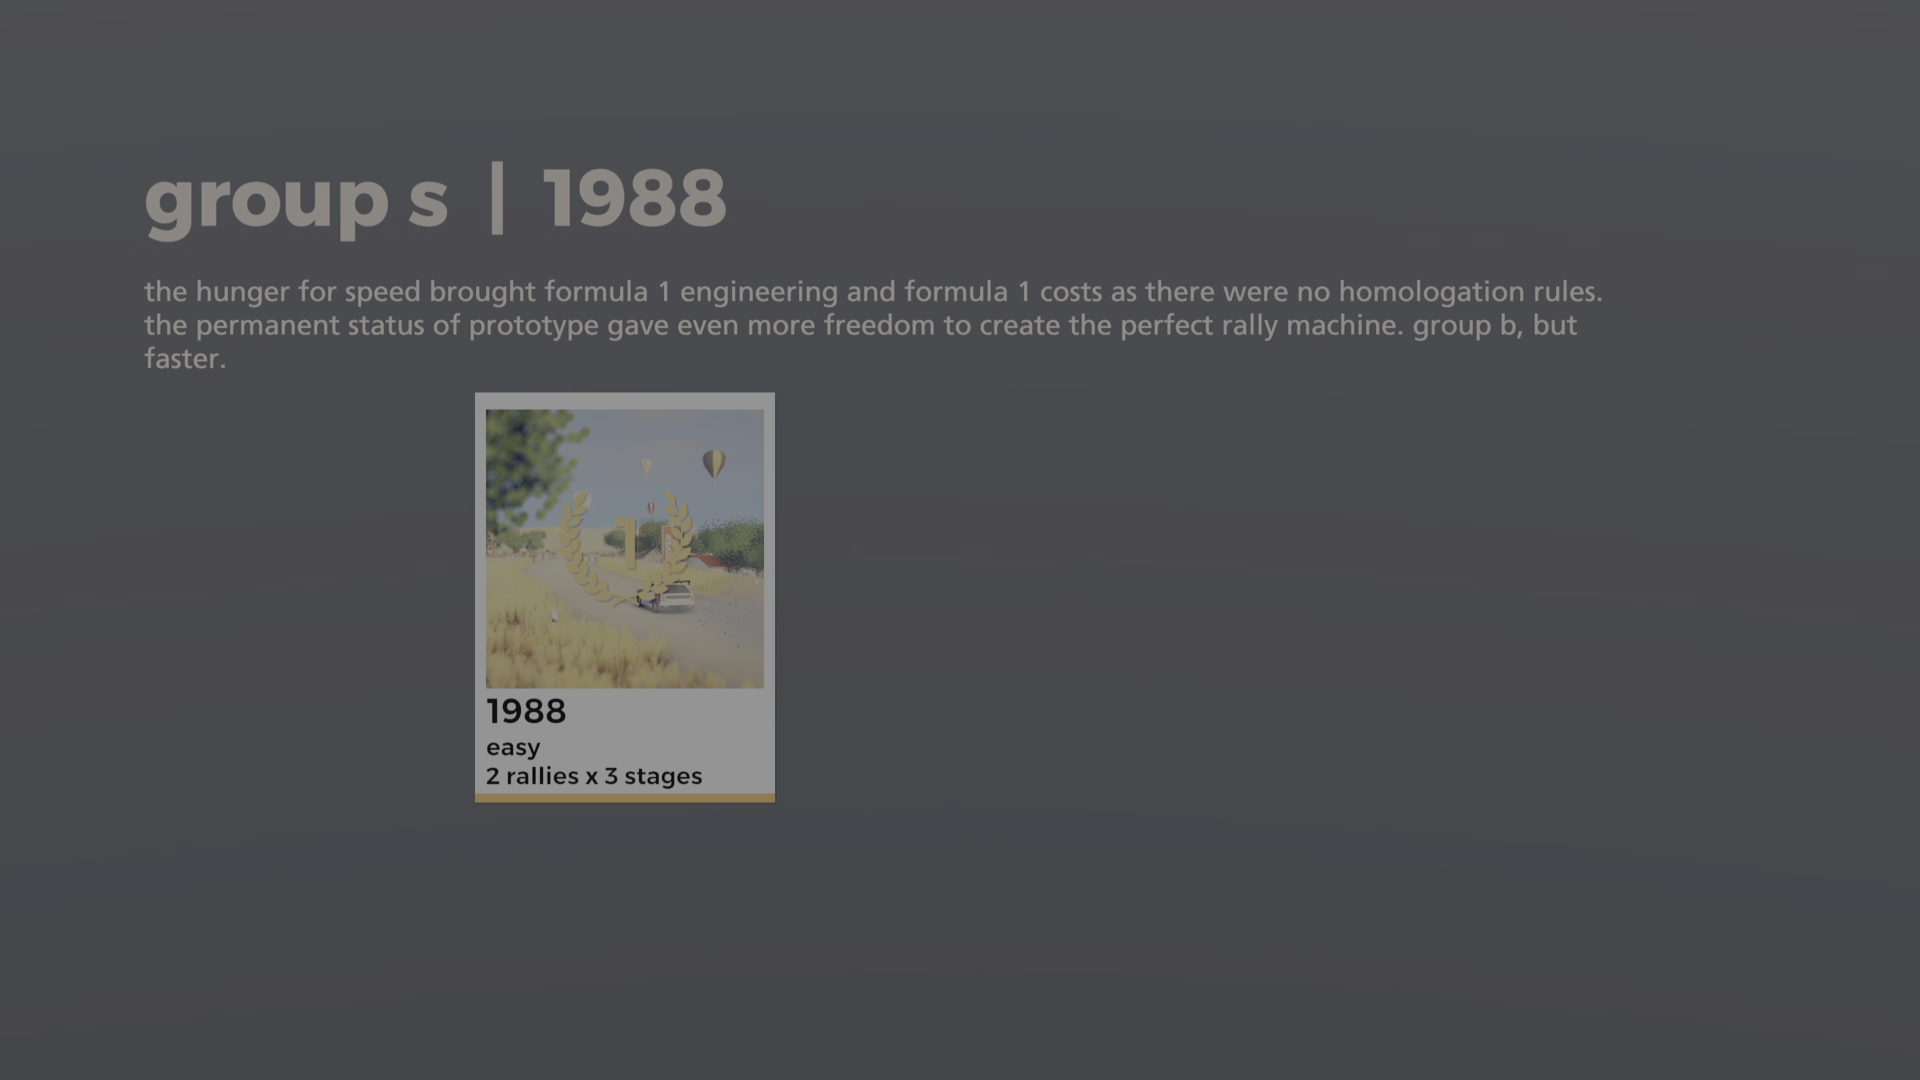 group s | 1988
the hunger for speed brought formula 1 engineering and formula 1 costs as there were no homologation rules.
the permanent status of prototype gave even more freedom to create the perfect rally machine. group b, but
faster.
1
1988
easy
2 rallies x 3 stages